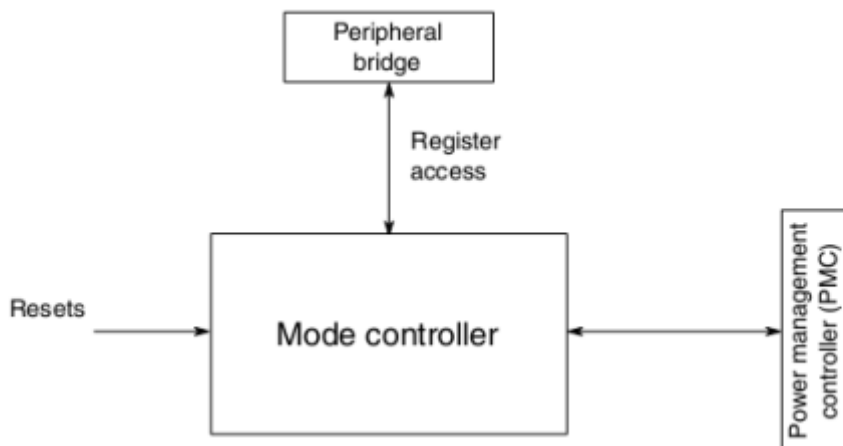 Peripheral
bridge
Register
access
Resets
Mode controller
Power management
controller (PMC)